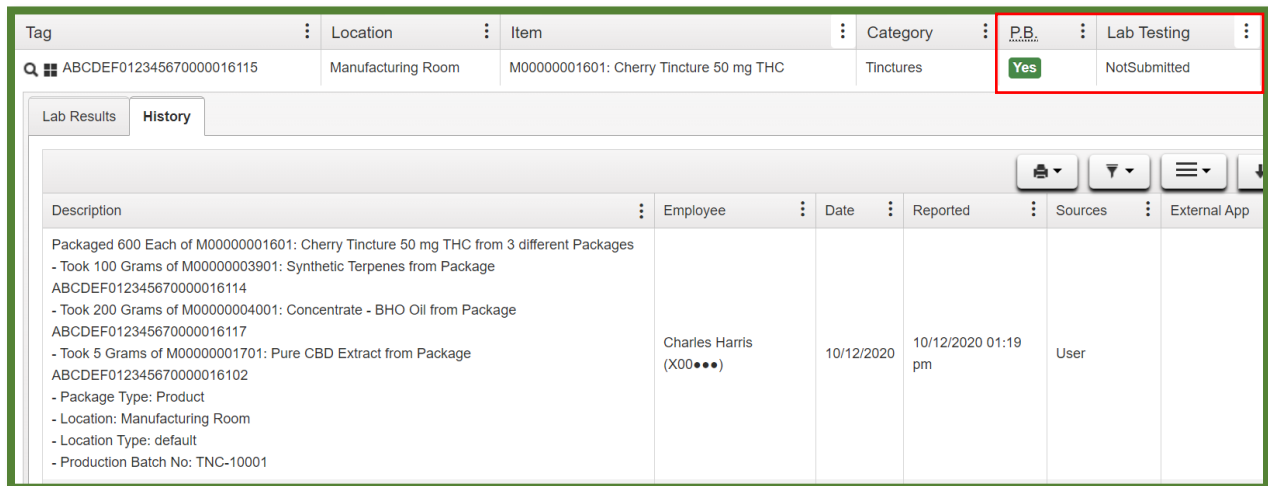 Tag Location Item Category P.B. Lab Testing
ABCDEF012345670000016115 Manufacturing Room M00000001601: Cherry Tincture 50 mg THC Tinctures Yes NotSubmitted
Lab Results History
Description Employee Date Reported Sources External App
Packaged 600 Each of M00000001601: Cherry Tincture 50 mg THC from 3 different Packages
- Took 100 Grams of M00000003901: Synthetic Terpenes from Package
ABCDEF012345670000016114
- Took 200 Grams of M00000004001: Concentrate - BHO Oil from Package
ABCDEF012345670000016117
- Took 5 Grams of M00000001701: Pure CBD Extract from Package
ABCDEF012345670000016102
- Package Type: Product
- Location: Manufacturing Room
- Location Type: default
- Production Batch No: TNC-10001
Charles Harris
(X00●●●)
10/12/2020
10/12/2020 01:19
pm
User